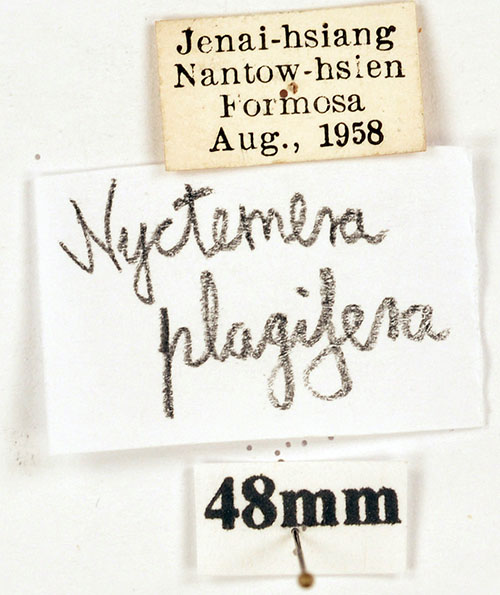 Jenai-hsiang
Nantow-hsien
Formosa
Aug., 1958
Nyctemera
plagifera
48mm